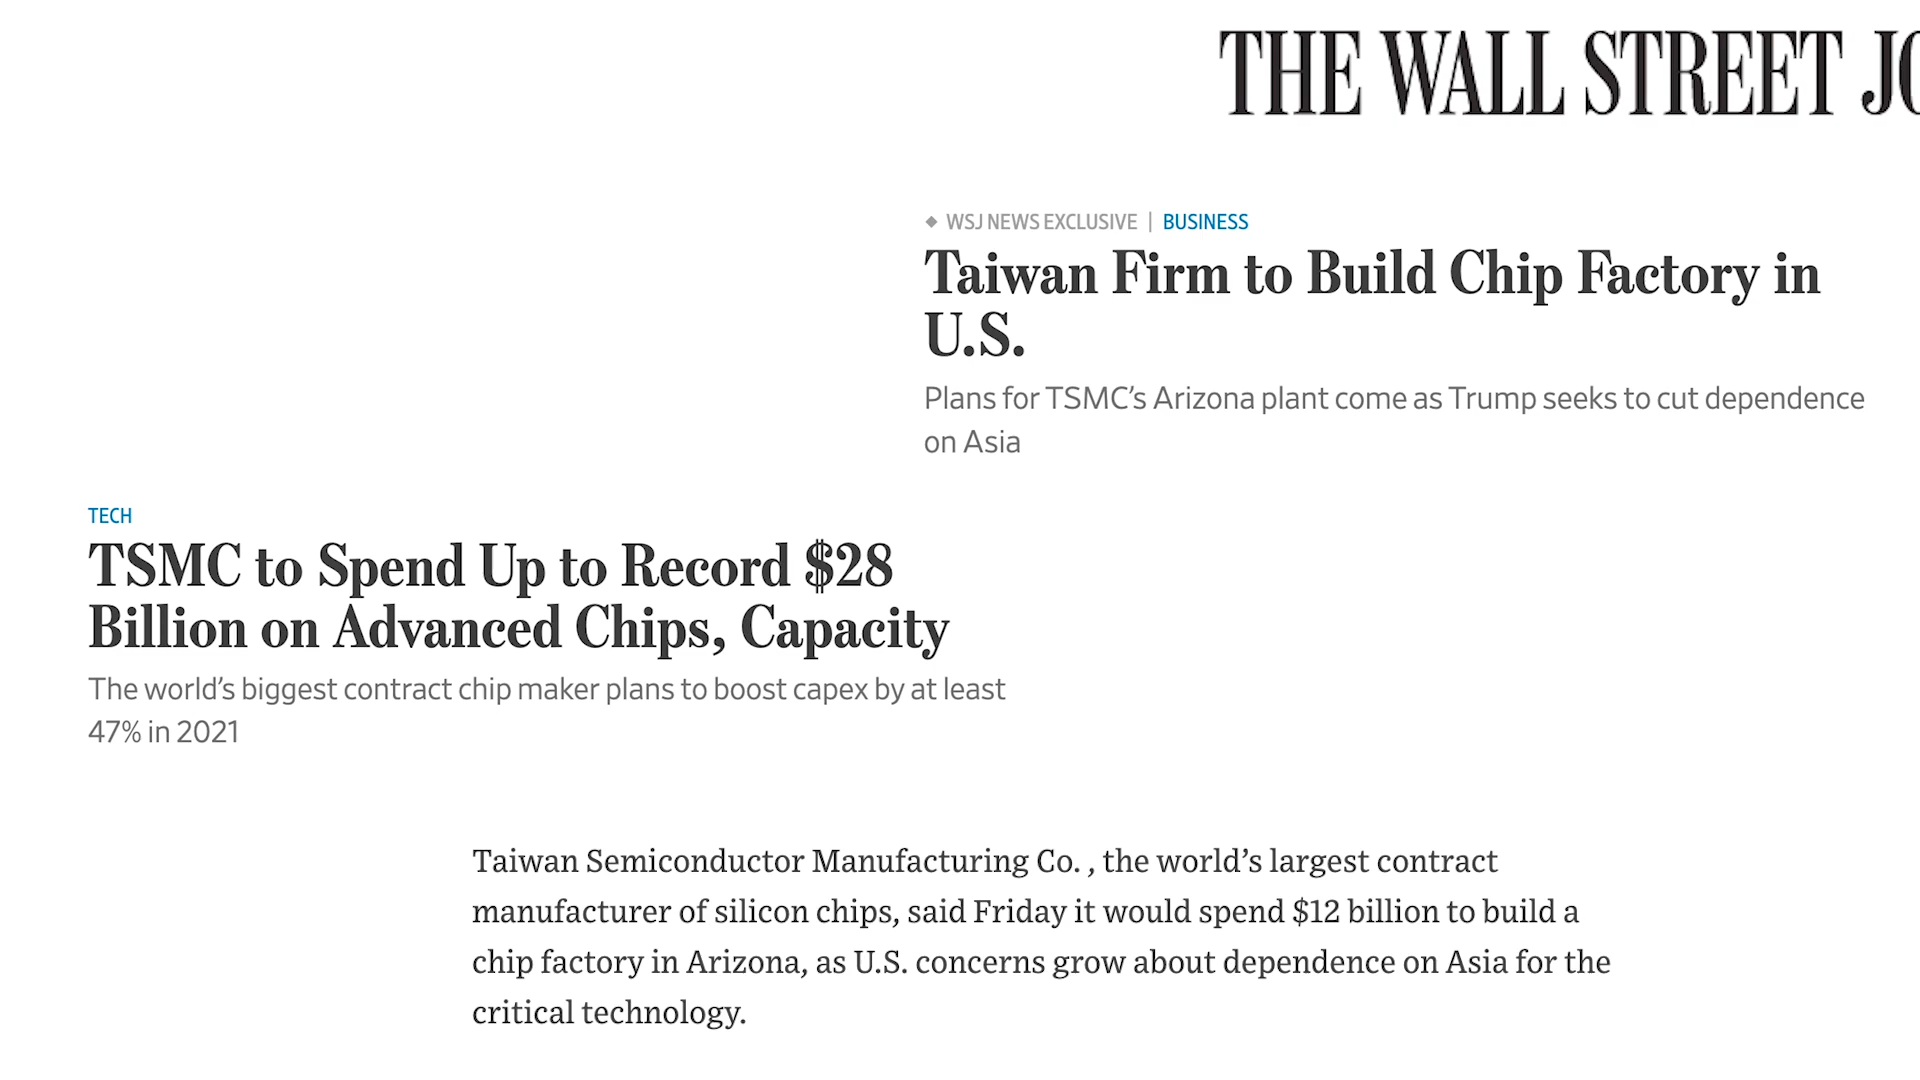 THE WALL STREET JO
◆ WSJ NEWS EXCLUSIVE | BUSINESS
Taiwan Firm to Build Chip Factory in
U.S.
Plans for TSMC’s Arizona plant come as Trump seeks to cut dependence
on Asia
TECH
TSMC to Spend Up to Record $28
Billion on Advanced Chips, Capacity
The world’s biggest contract chip maker plans to boost capex by at least
47% in 2021
Taiwan Semiconductor Manufacturing Co. , the world’s largest contract
manufacturer of silicon chips, said Friday it would spend $12 billion to build a
chip factory in Arizona, as U.S. concerns grow about dependence on Asia for the
critical technology.